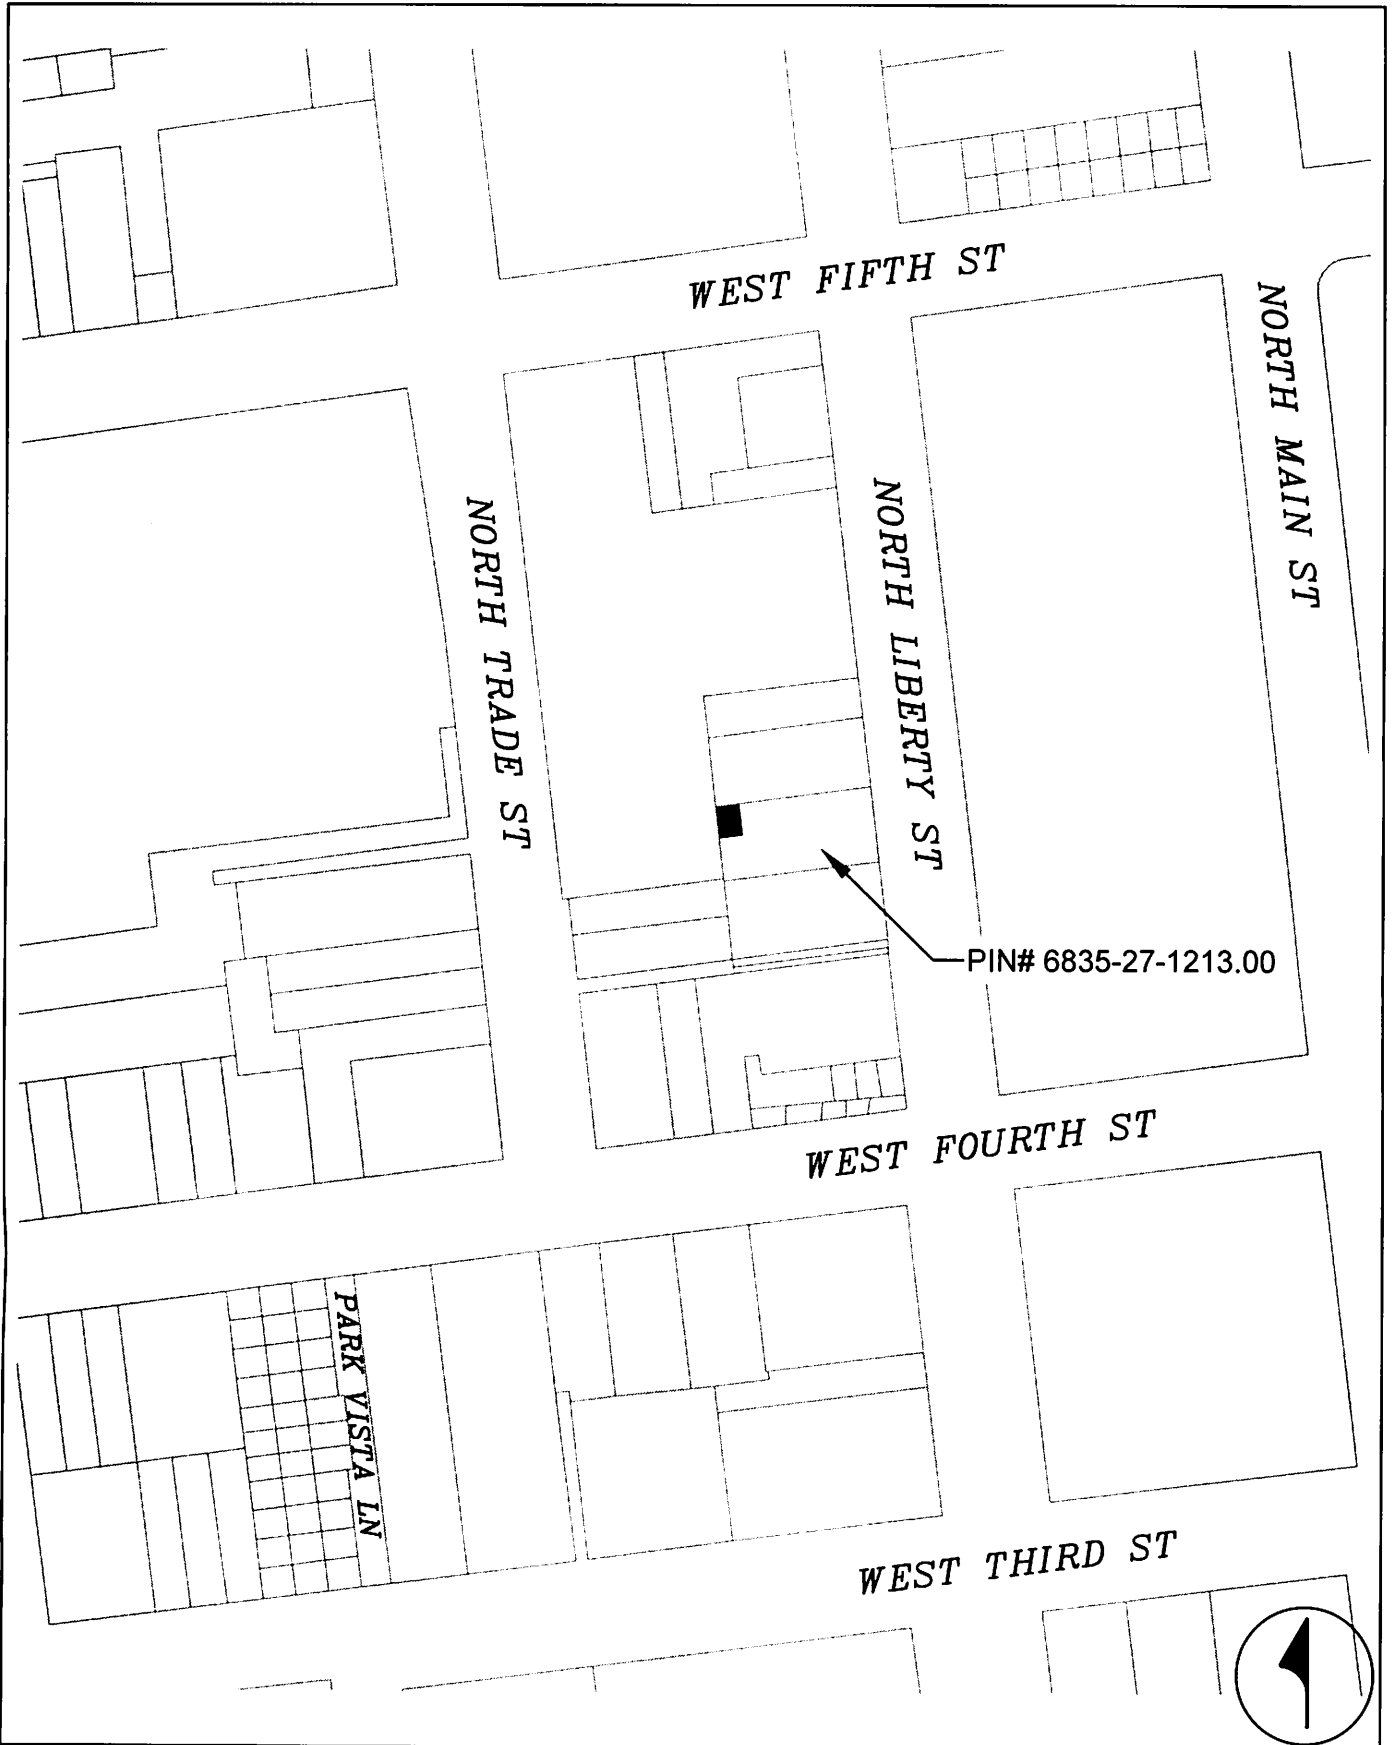 WEST FIFTH ST
NORTH MAIN ST
NORTH TRADE ST
NORTH LIBERTY ST
PIN# 6835-27-1213.00
WEST FOURTH ST
PARK VISTA LN
WEST THIRD ST